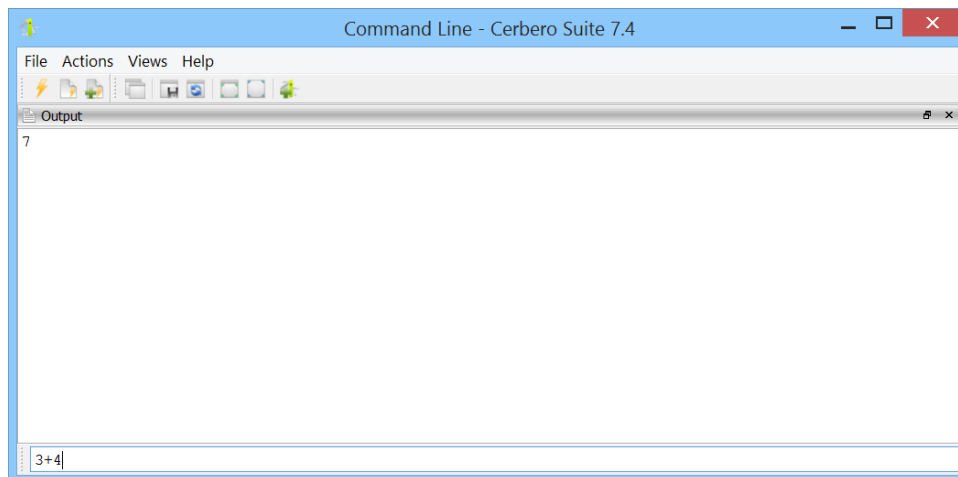 Command Line - Cerbero Suite 7.4
File Actions Views Help
Output
7
3+4